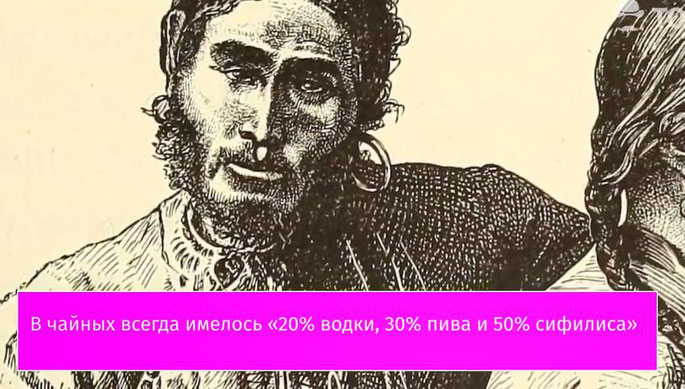 В чайных всегда имелось «20% водки, 30% пива и 50% сифилиса»